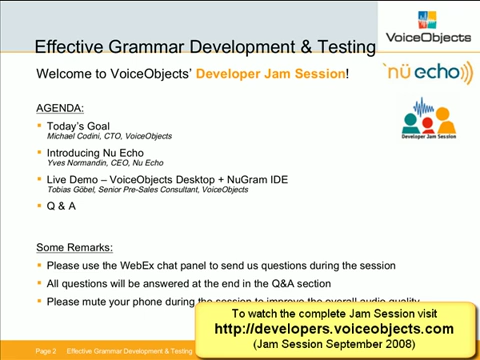 VoiceObjects
Effective Grammar Development & Testing
Welcome to VoiceObjects' Developer Jam Session!
nü echo
AGENDA:
Today's Goal
Michael Codini, CTO, VoiceObjects
Developer Jam Session
Introducing Nu Echo
Yves Normandin, CEO, Nu Echo
Live Demo – VoiceObjects Desktop + NuGram IDE
Tobias Göbel, Senior Pre-Sales Consultant, VoiceObjects
Q & A
Some Remarks:
Please use the WebEx chat panel to send us questions during the session
All questions will be answered at the end in the Q&A section
Please mute your phone during the session to improve the overall audio quality
To watch the complete Jam Session visit
http://developers.voiceobjects.com
(Jam Session September 2008)
Page 2 Effective Grammar Development & Testing